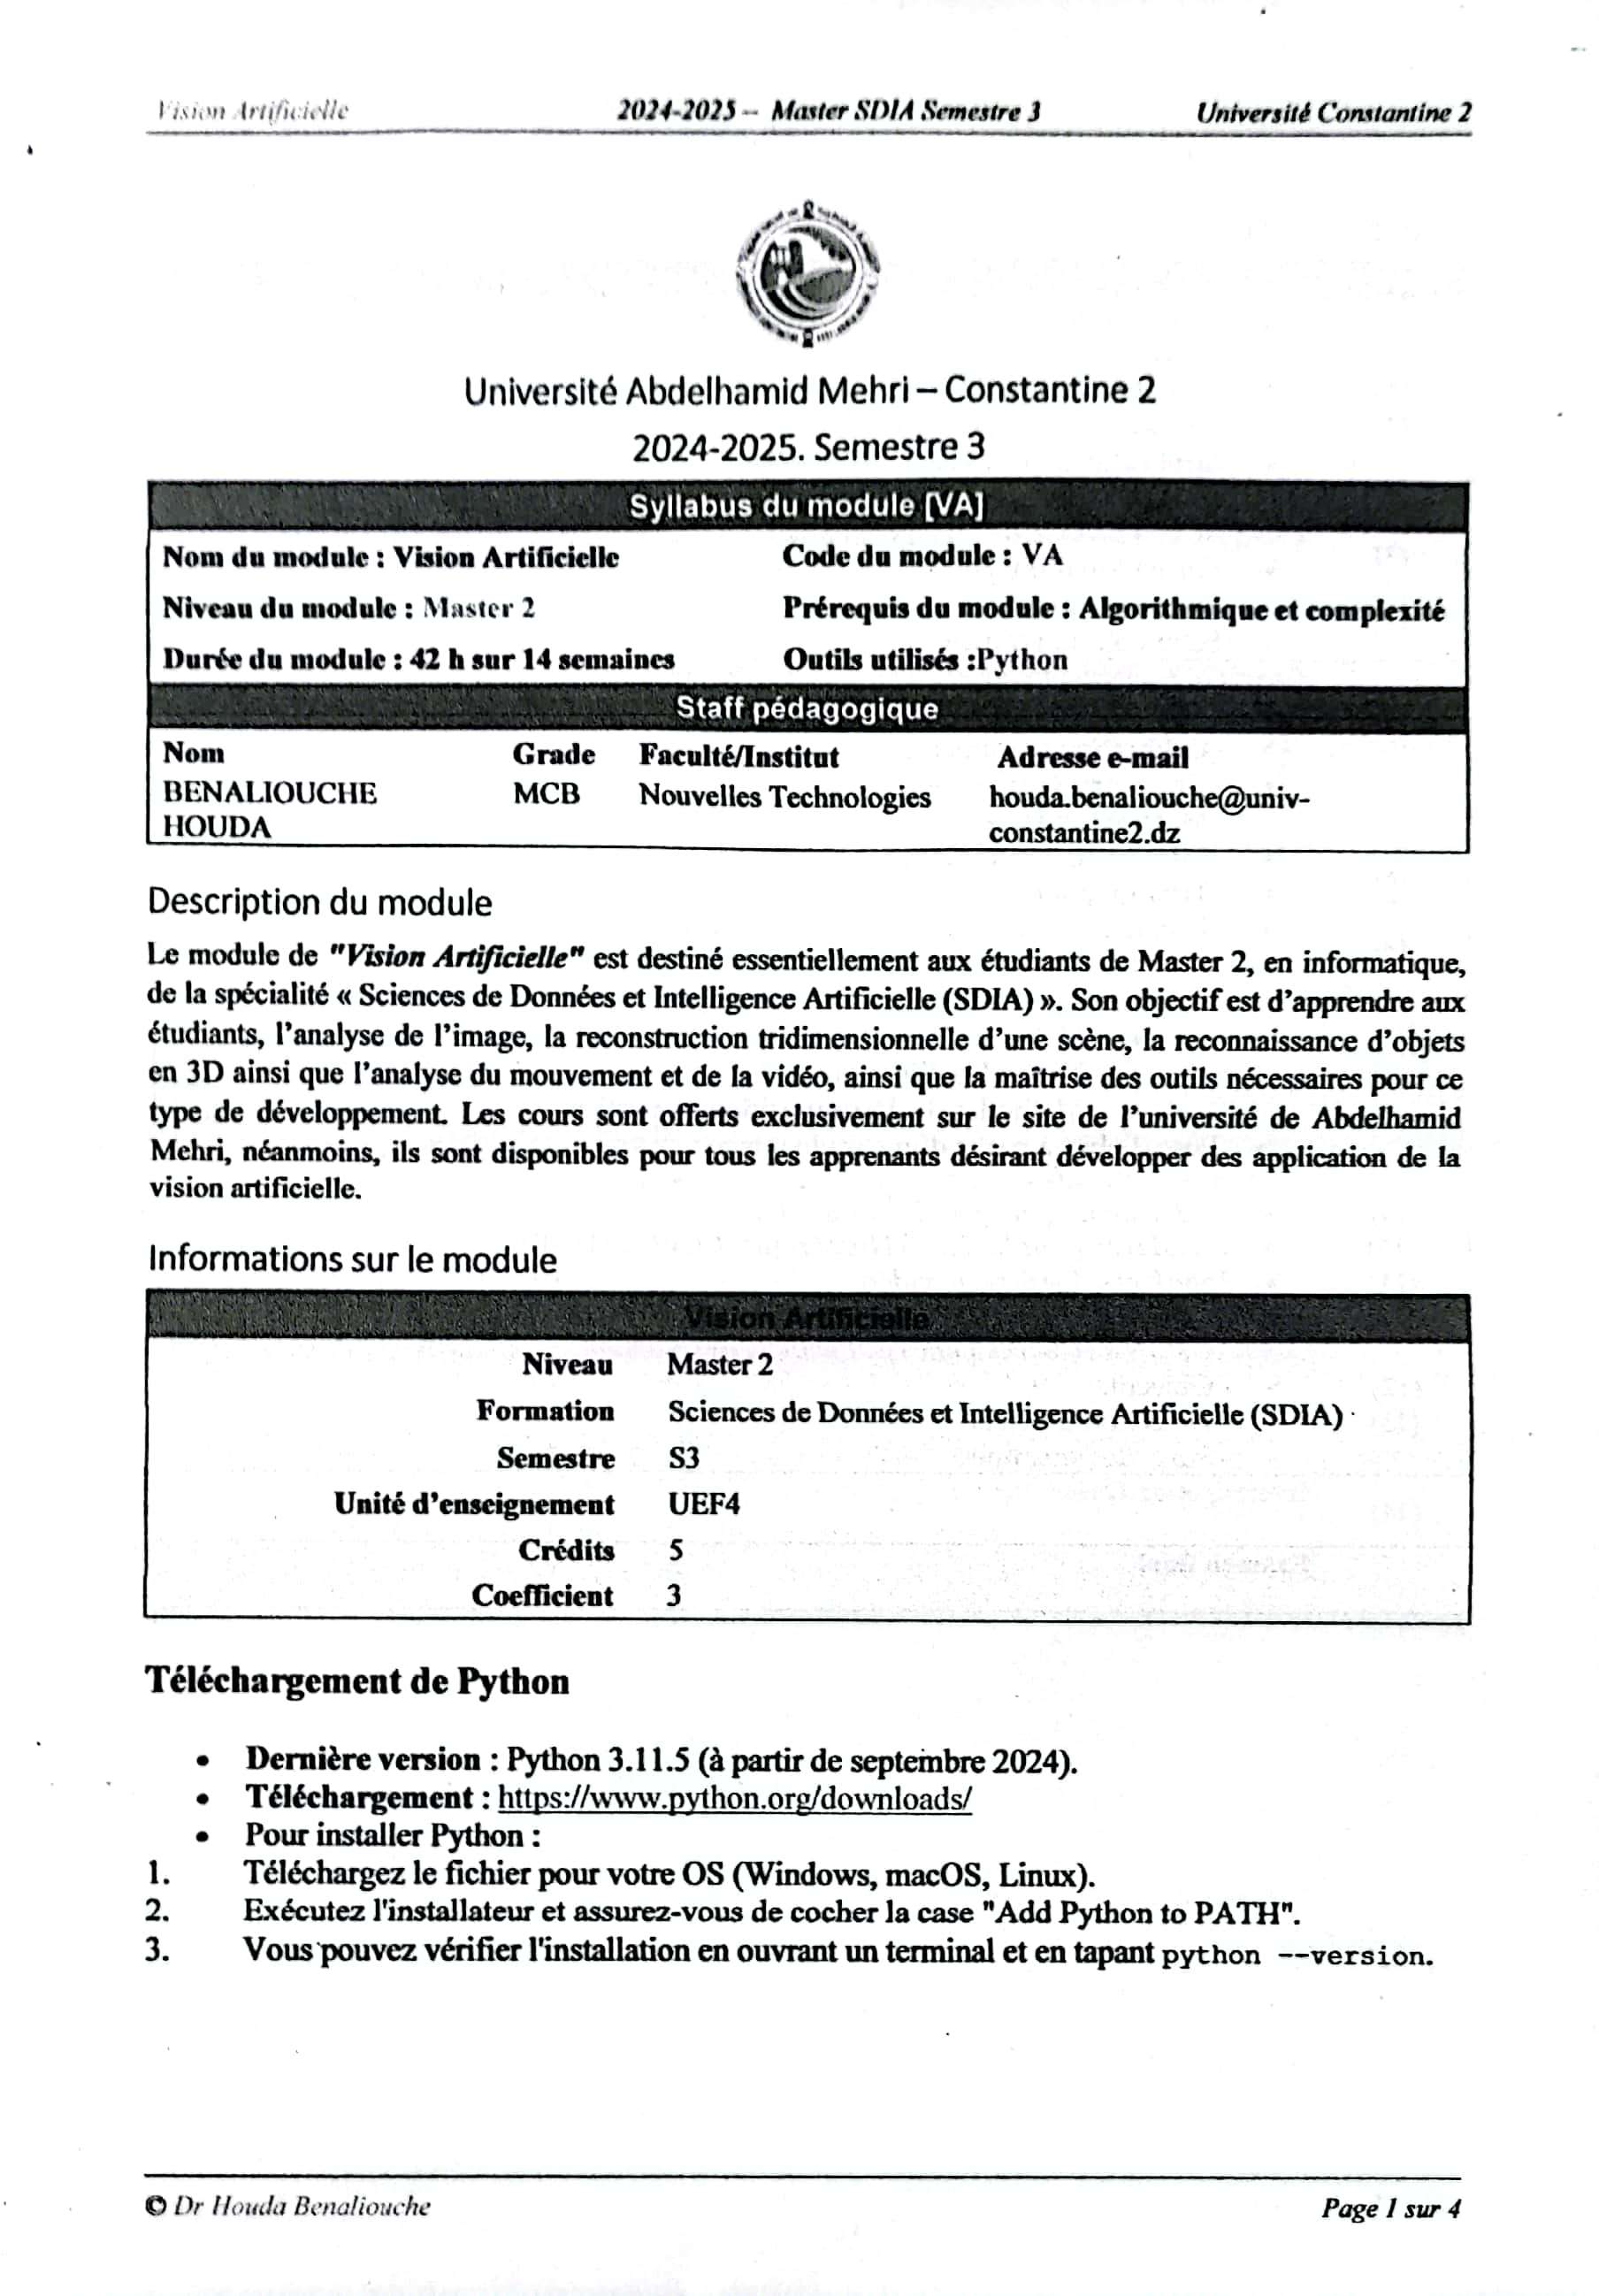 Vision Artificielle 2024-2025 – Master SDIA Semestre 3 Université Constantine 2
Université Abdelhamid Mehri – Constantine 2
2024-2025. Semestre 3
Syllabus du module [VA]
Nom du module : Vision Artificielle Code du module : VA
Niveau du module : Master 2 Prérequis du module : Algorithmique et complexité
Durée du module : 42 h sur 14 semaines Outils utilisés :Python
Staff pédagogique
Nom Grade Faculté/Institut Adresse e-mail
BENALIOUCHE MCB Nouvelles Technologies houda.benaliouche@univ-
HOUDA constantine2.dz
Description du module
Le module de "Vision Artificielle" est destiné essentiellement aux étudiants de Master 2, en informatique,
de la spécialité « Sciences de Données et Intelligence Artificielle (SDIA) ». Son objectif est d’apprendre aux
étudiants, l’analyse de l’image, la reconstruction tridimensionnelle d’une scène, la reconnaissance d’objets
en 3D ainsi que l’analyse du mouvement et de la vidéo, ainsi que la maîtrise des outils nécessaires pour ce
type de développement. Les cours sont offerts exclusivement sur le site de l’université de Abdelhamid
Mehri, néanmoins, ils sont disponibles pour tous les apprenants désirant développer des application de la
vision artificielle.
Informations sur le module
Vision Artificielle
Niveau Master 2
Formation Sciences de Données et Intelligence Artificielle (SDIA)
Semestre S3
Unité d’enseignement UEF4
Crédits 5
Coefficient 3
Téléchargement de Python
• Dernière version : Python 3.11.5 (à partir de septembre 2024).
• Téléchargement : https://www.python.org/downloads/
• Pour installer Python :
1. Téléchargez le fichier pour votre OS (Windows, macOS, Linux).
2. Exécutez l'installateur et assurez-vous de cocher la case "Add Python to PATH".
3. Vous pouvez vérifier l'installation en ouvrant un terminal et en tapant python --version.
© Dr Houda Benaliouche Page 1 sur 4